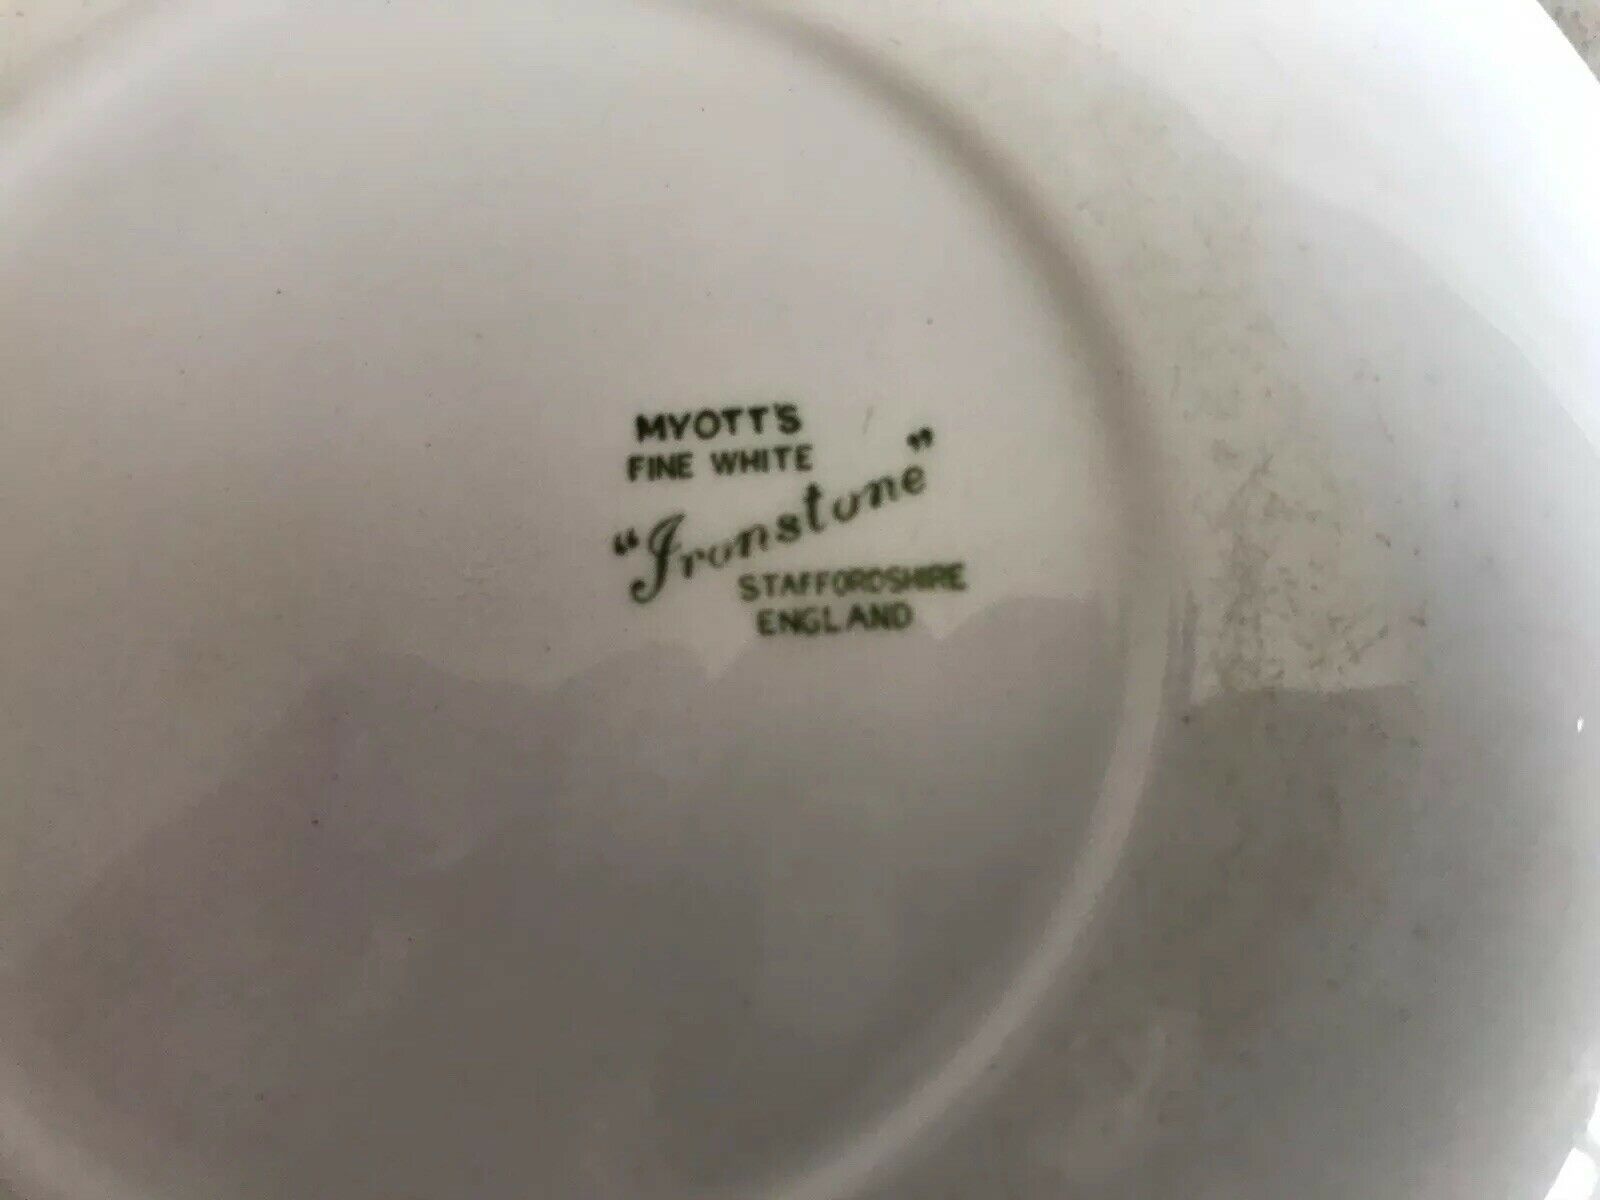 MYOTT'S
FINE WHITE
"Ironstone"
STAFFORDSHIRE
ENGLAND